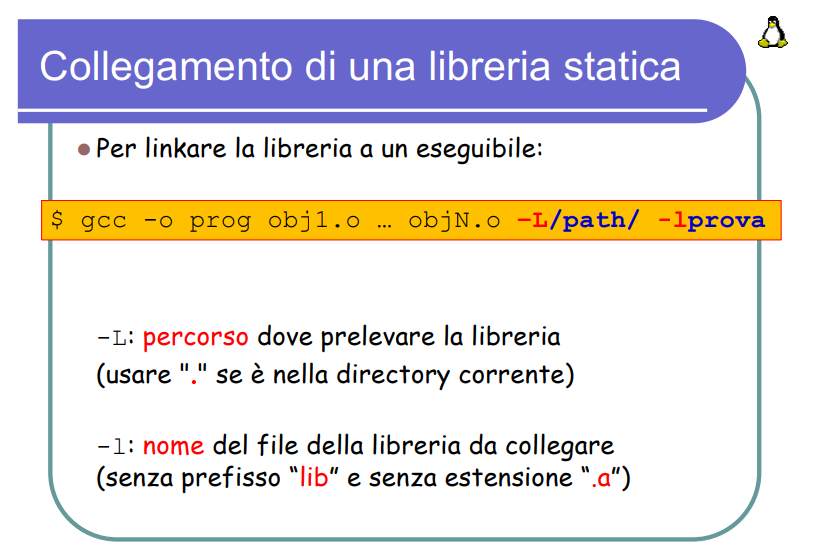 Collegamento di una libreria statica
Per linkare la libreria a un eseguibile:
$ gcc -o prog obj1.o … objN.o –L/path/ -lprova
–L: percorso dove prelevare la libreria
(usare "." se è nella directory corrente)
–l: nome del file della libreria da collegare
(senza prefisso “lib” e senza estensione “.a”)